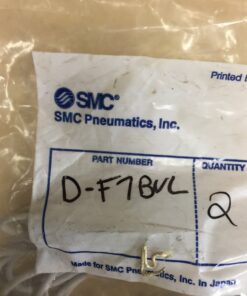 Printed
SMC®
SMC Pneumatics, Inc.
PART NUMBER QUANTITY
D-F7BVL 2
Made for SMC Pneumatics, Inc. In Japan